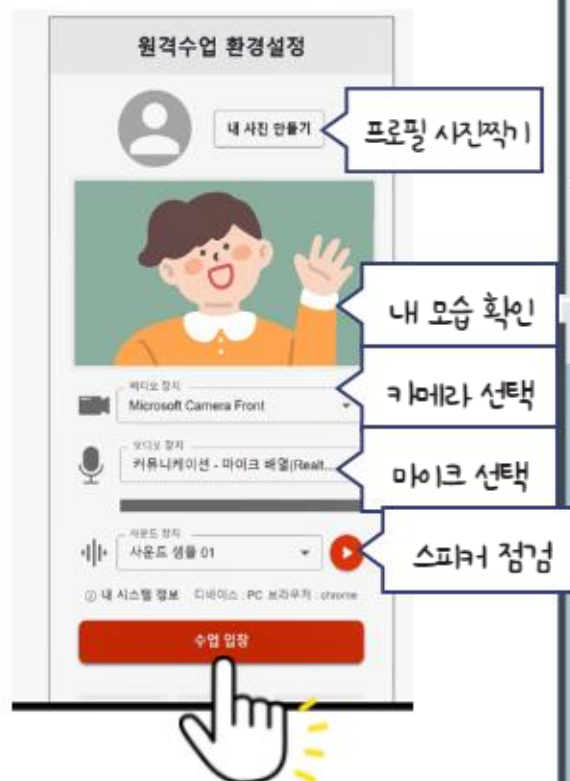 원격수업 환경설정
내 사진 만들기
프로필 사진찍기
내 모습 확인
비디오 장치
Microsoft Camera Front
카메라 선택
오디오 장치
커뮤니케이션 - 마이크 배열(Realt...
마이크 선택
사운드 장치
사운드 샘플 01
스피커 점검
ⓘ 내 시스템 정보 디바이스 : PC 브라우저 : chrome
수업 입장